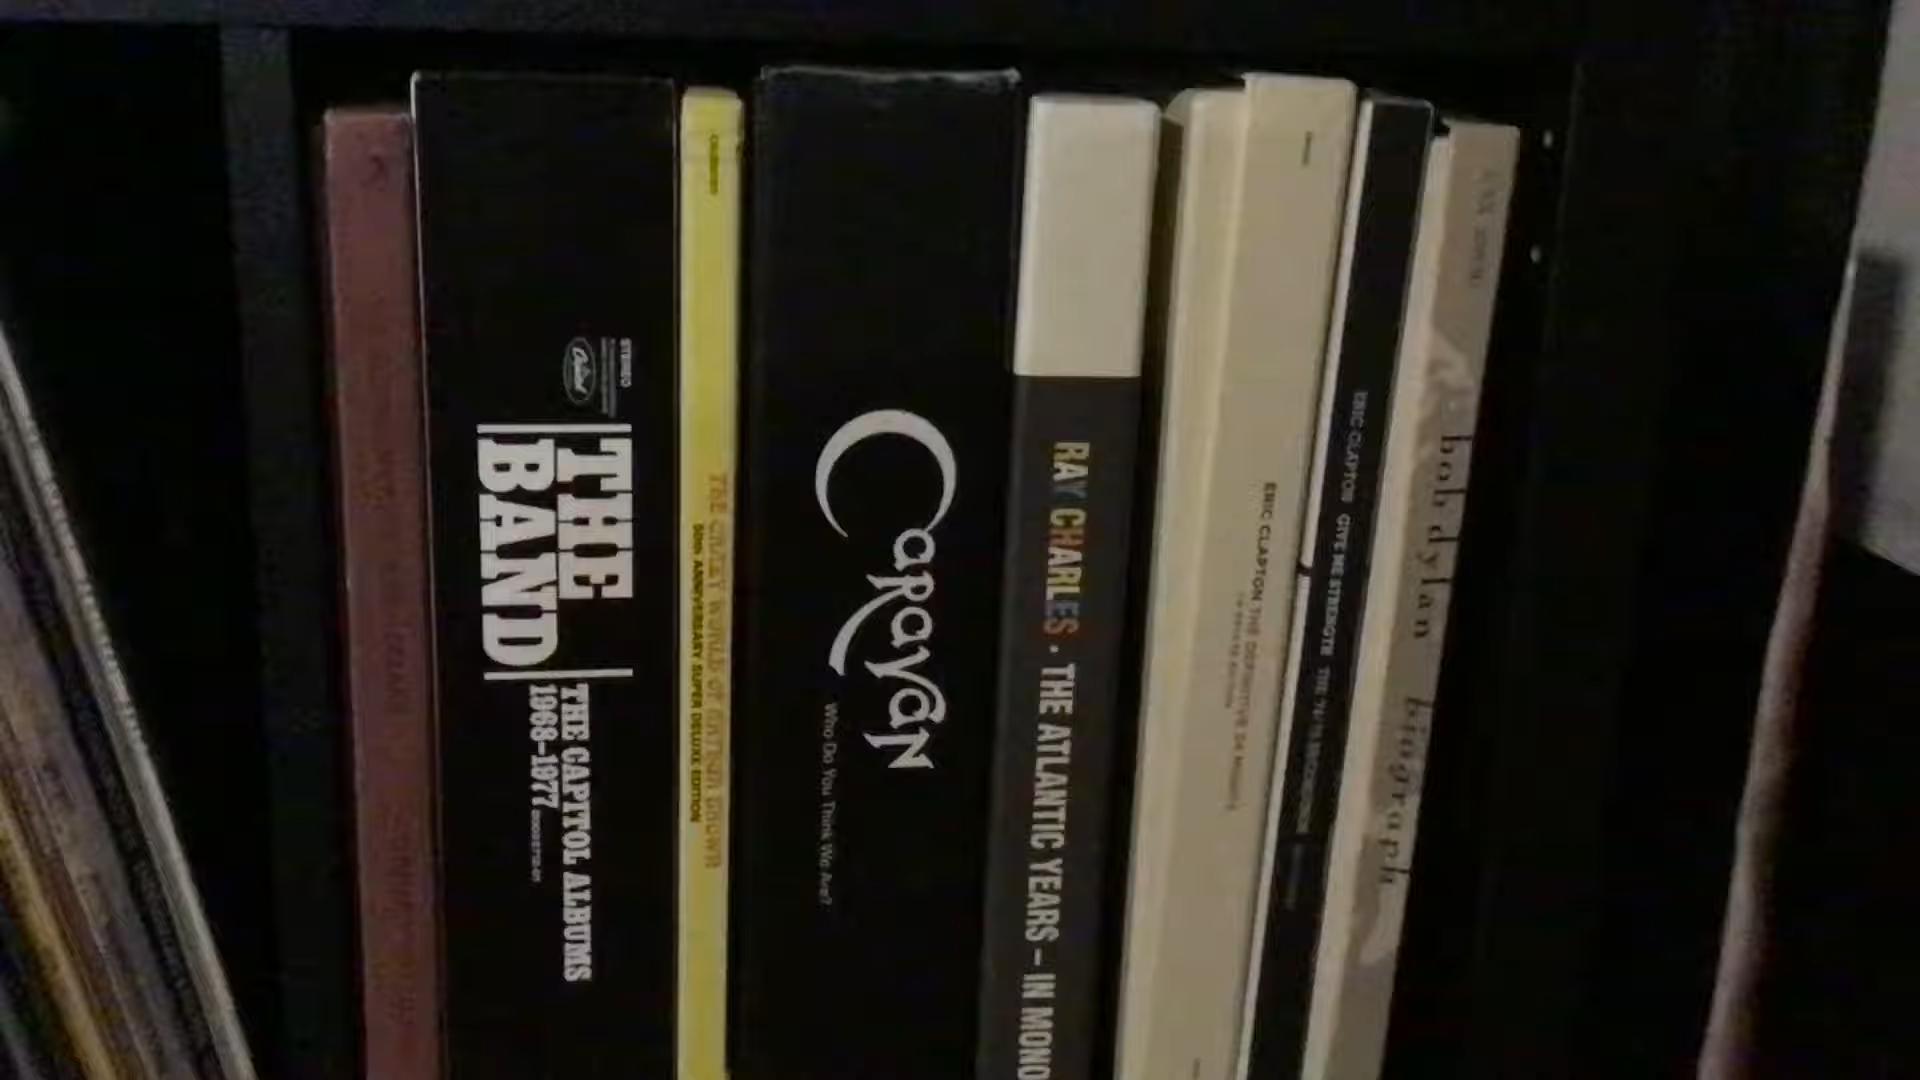 STEREO
Capitol
THE
BAND
THE CAPITOL ALBUMS
1968-1977
THE CRAZY WORLD OF ARTHUR BROWN
50th ANNIVERSARY SUPER DELUXE EDITION
Caravan
Who Do You Think We Are?
RAY CHARLES . THE ATLANTIC YEARS – IN MONO
ERIC CLAPTON THE DEFINITIVE 24 NIGHTS
ERIC CLAPTON GIVE ME STRENGTH THE '74/'75 RECORDINGS
bob dylan biograph